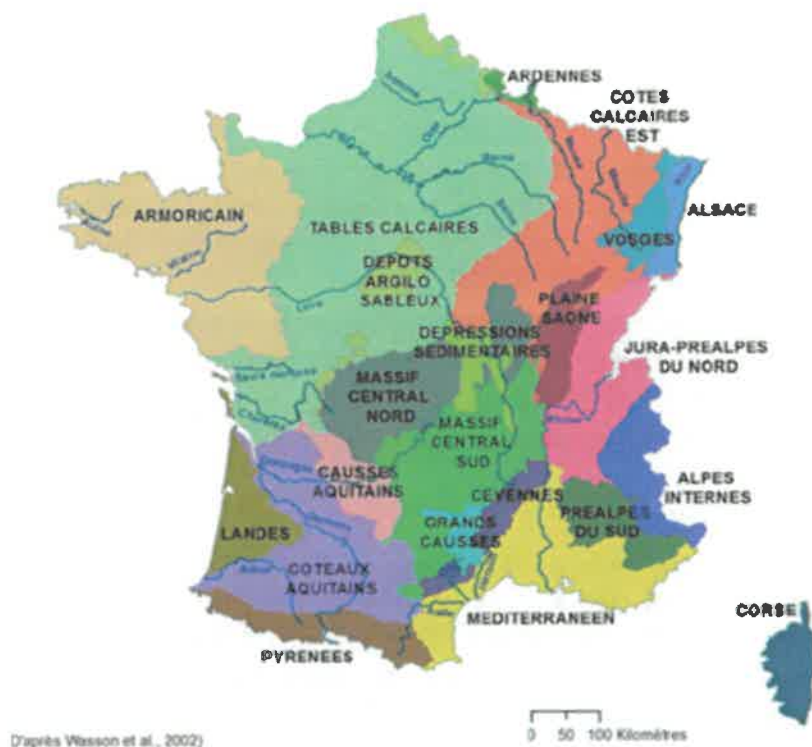 ARDENNES
COTES
CALCAIRES
EST
ALSACE
VOSGES
ARMORICAIN
TABLES CALCAIRES
DEPOTS
ARGILO
SABLEUX
Loire
PLAINE
SAONE
DEPRESSIONS
SEDIMENTAIRES
JURA-PREALPES
DU NORD
MASSIF
CENTRAL
NORD
MASSIF
CENTRAL
SUD
CAUSSES
AQUITAINS
CEVENNES
ALPES
INTERNES
PREALPES
DU SUD
GRANDS
CAUSSES
LANDES
COTEAUX
AQUITAINS
MEDITERRANEEN
PYRENEES
CORSE
0 50 100 Kilomètres
D'après Wasson et al., 2002)